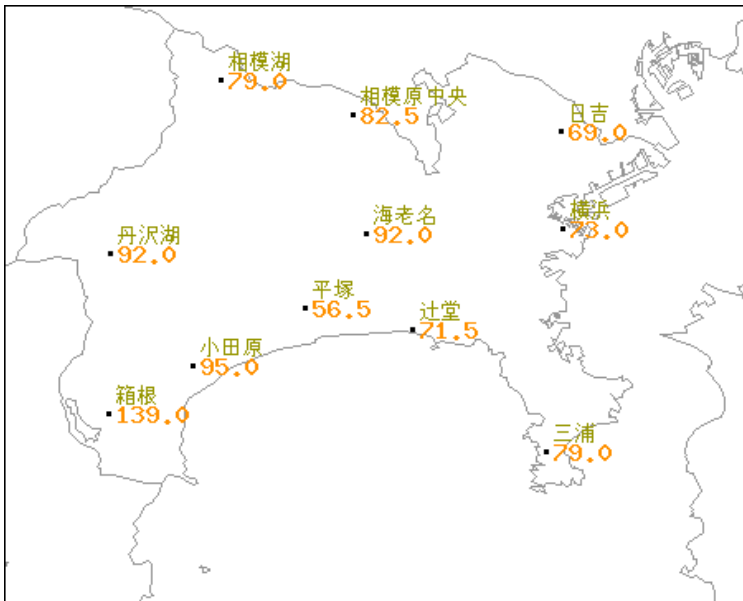 相模湖
79.0
相模原中央
82.5
日吉
69.0
海老名
92.0
横浜
73.0
丹沢湖
92.0
平塚
56.5
辻堂
71.5
小田原
95.0
箱根
139.0
三浦
79.0